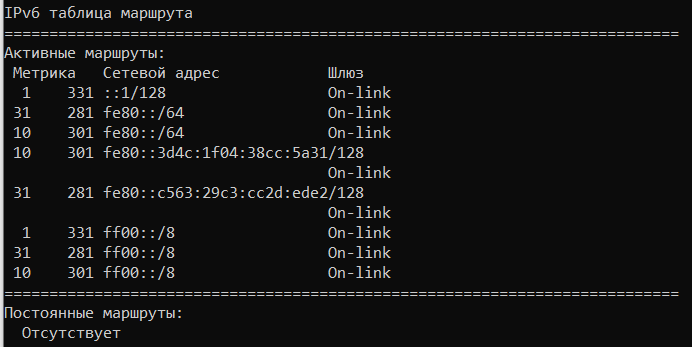 IPv6 таблица маршрута
===========================================================================
Активные маршруты:
 Метрика   Сетевой адрес            Шлюз
  1    331 ::1/128                  On-link
 31    281 fe80::/64                On-link
 10    301 fe80::/64                On-link
 10    301 fe80::3d4c:1f04:38cc:5a31/128
                                    On-link
 31    281 fe80::c563:29c3:cc2d:ede2/128
                                    On-link
  1    331 ff00::/8                 On-link
 31    281 ff00::/8                 On-link
 10    301 ff00::/8                 On-link
===========================================================================
Постоянные маршруты:
  Отсутствует